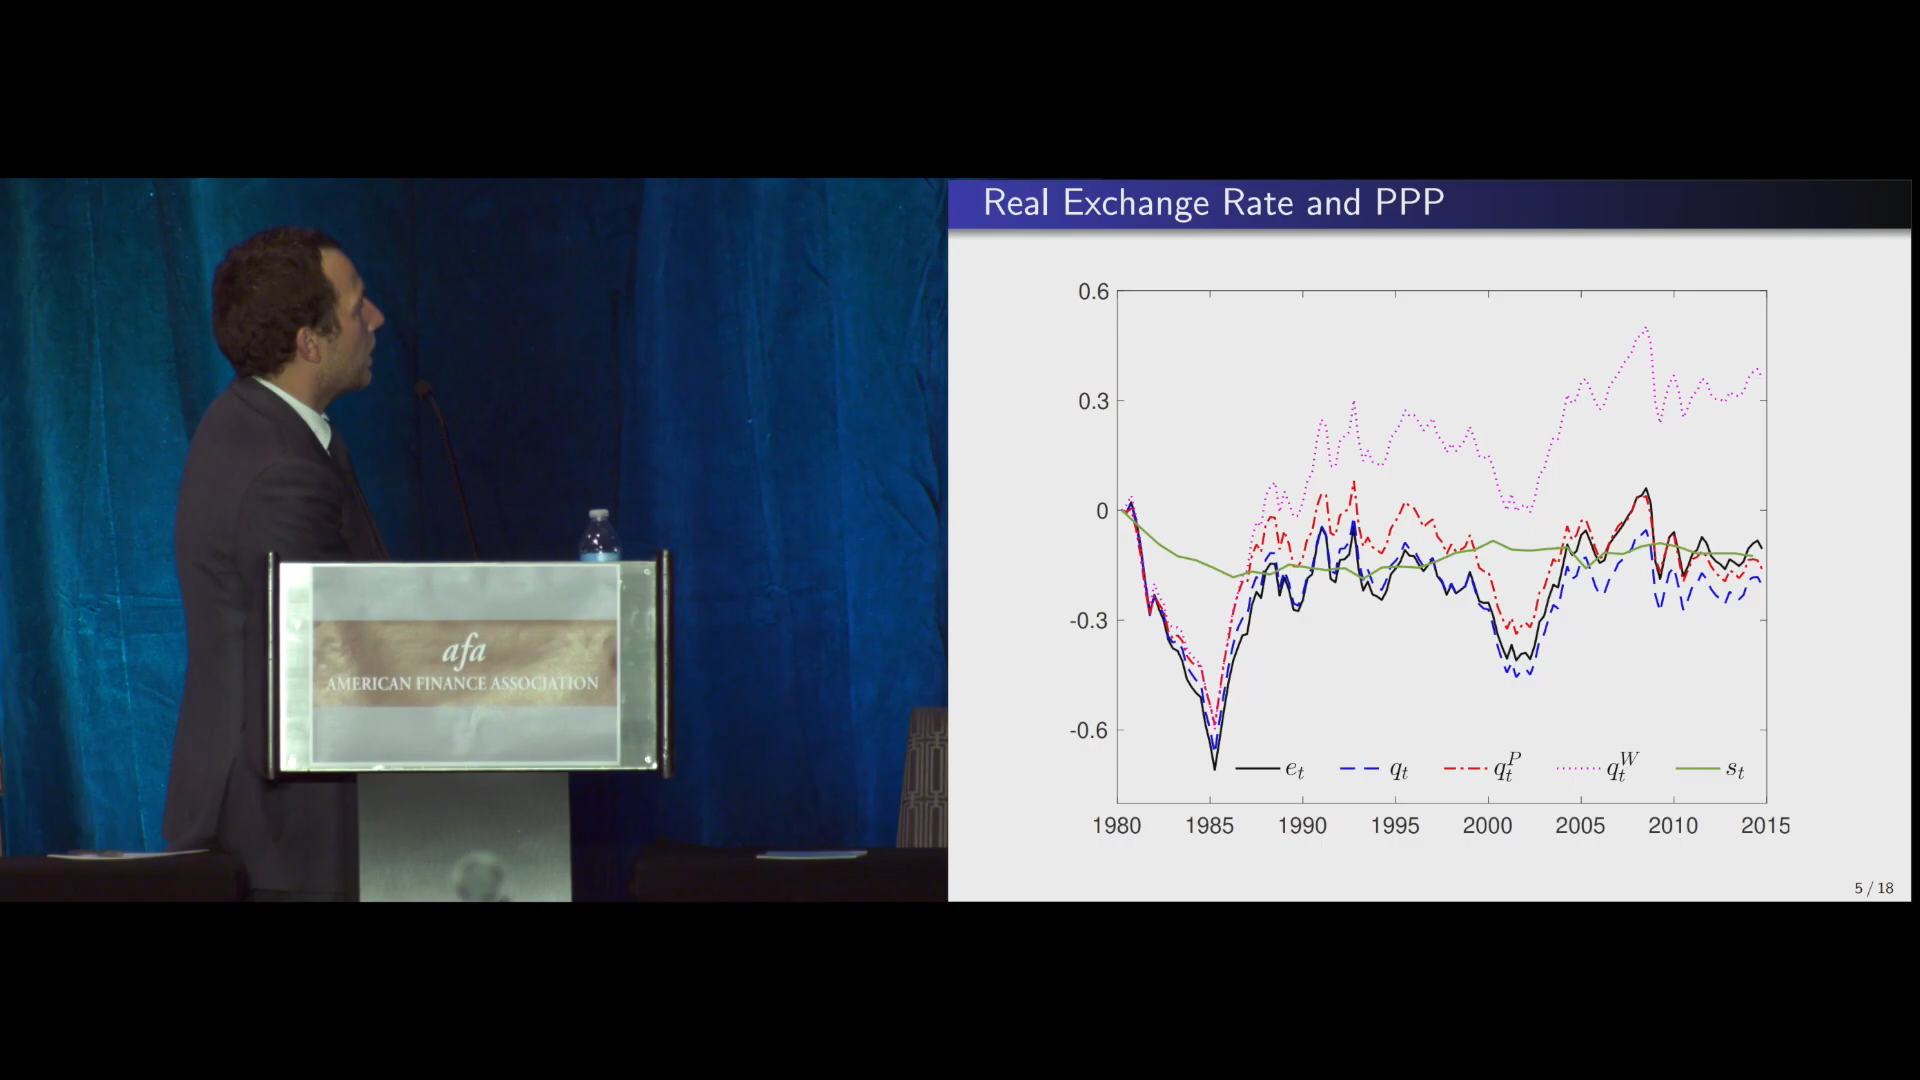 Real Exchange Rate and PPP
0.6
0.3
0
-0.3
-0.6
e_t q_t q_t^P q_t^W s_t
1980 1985 1990 1995 2000 2005 2010 2015
5 / 18
afa
AMERICAN FINANCE ASSOCIATION